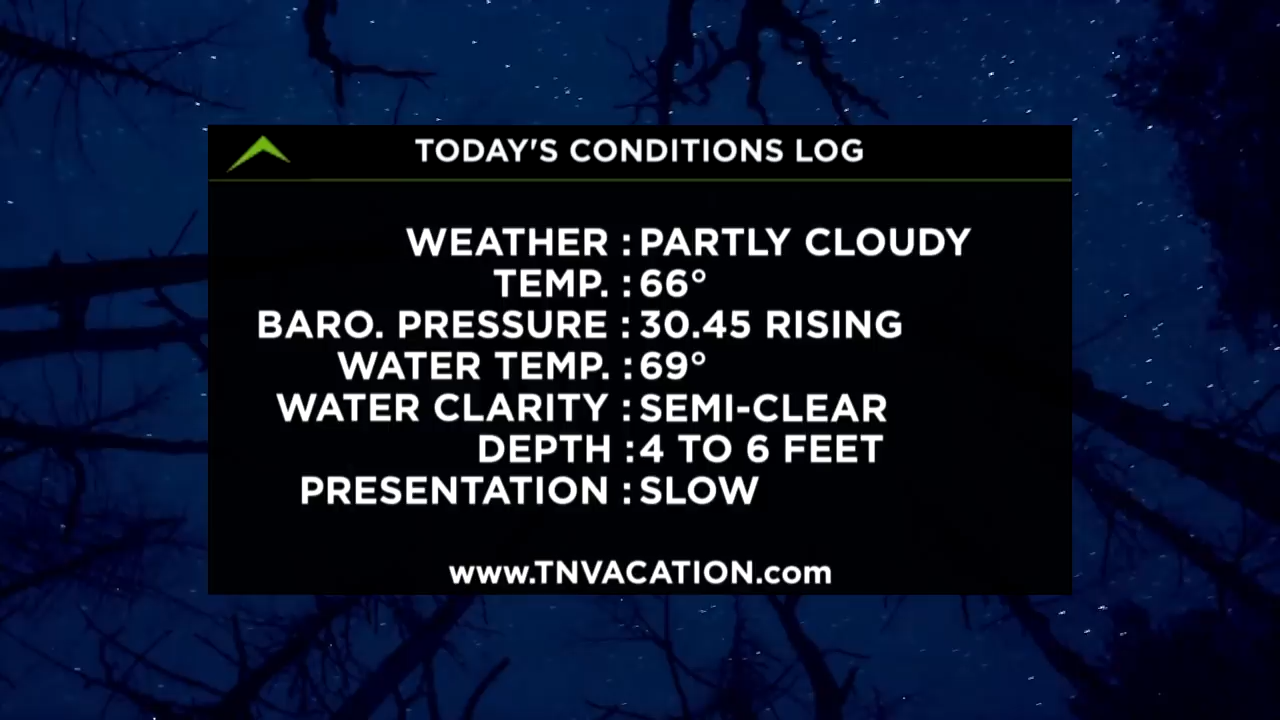 TODAY'S CONDITIONS LOG
WEATHER : PARTLY CLOUDY
TEMP. : 66°
BARO. PRESSURE : 30.45 RISING
WATER TEMP. : 69°
WATER CLARITY : SEMI-CLEAR
DEPTH : 4 TO 6 FEET
PRESENTATION : SLOW
www.TNVACATION.com